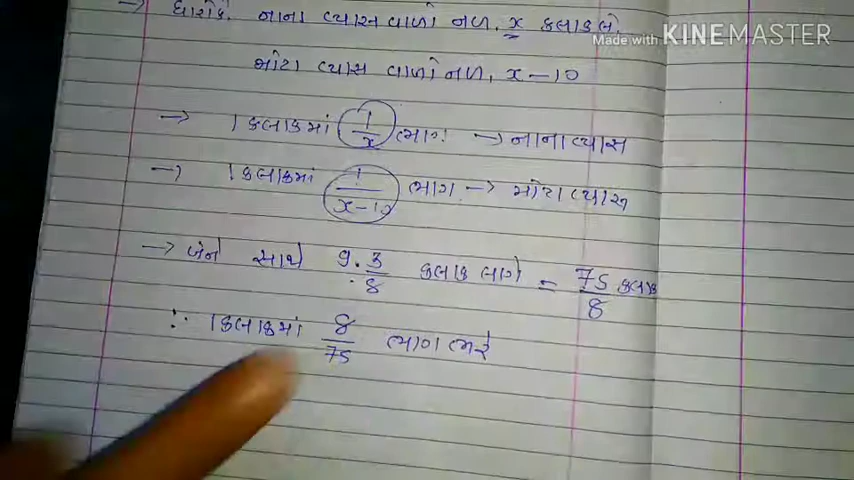 → ધારોકે. નાના વ્યાસ વાળો નળ. x કલાકલે.
Made with KINEMASTER
મોટા વ્યાસ વાળો નળ, x - 10
→ 1 કલાકમાં 1/x ભાગ → નાના વ્યાસ
→ 1 કલાકમાં 1/(x-10) ભાગ → મોટા વ્યાસ
→ બંને સાથે 9. 3/8 કલાક લાગે = 75/8 કલાક
∴ 1 કલાકમાં 8/75 ભાગ ભરે